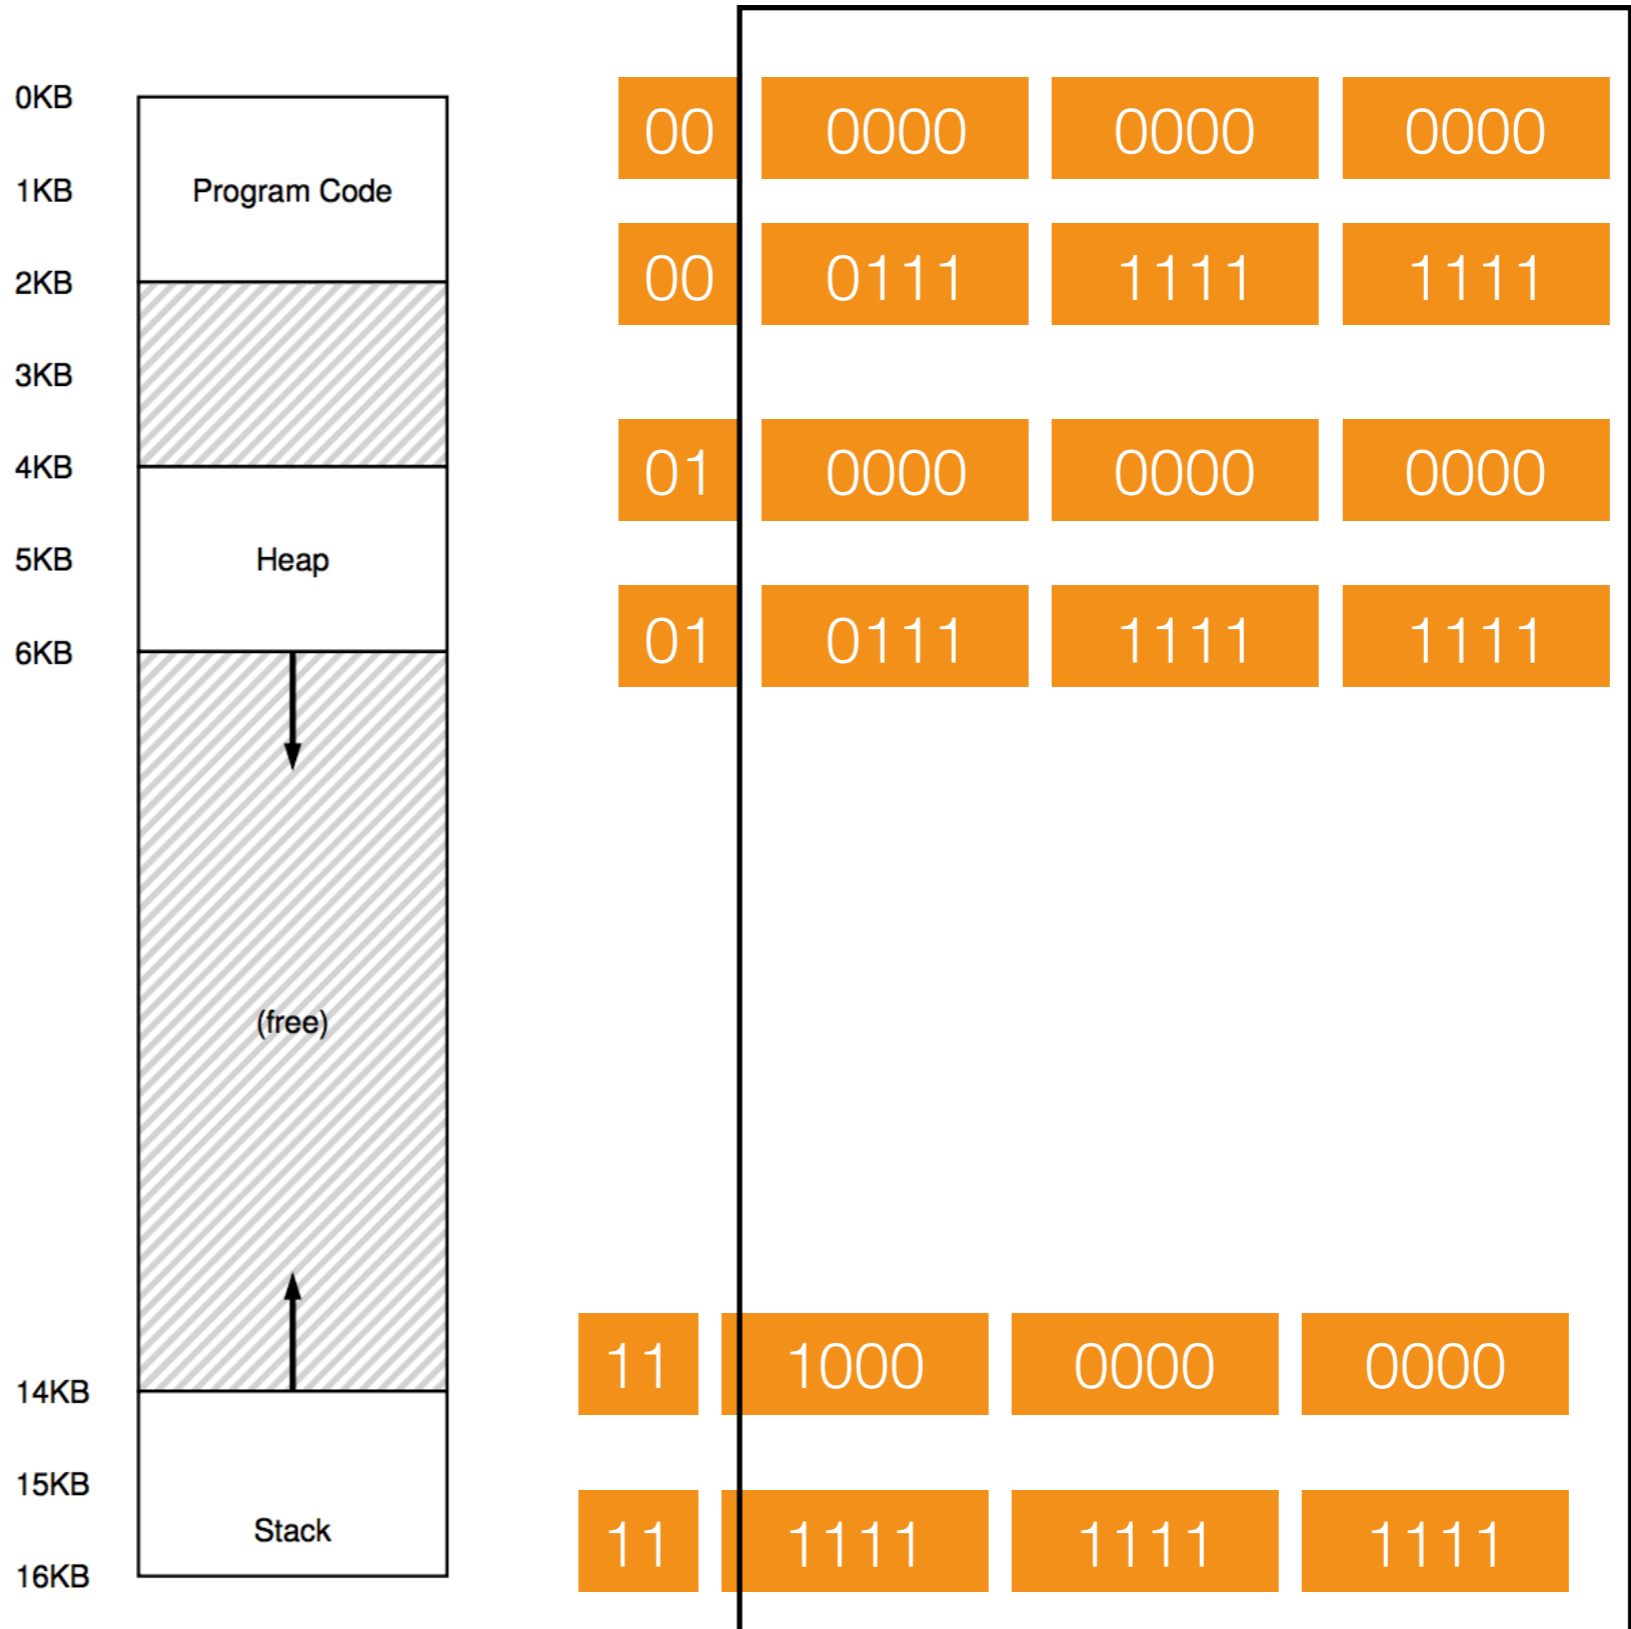 0KB
00 0000 0000 0000
1KB Program Code
2KB
00 0111 1111 1111
3KB
4KB
01 0000 0000 0000
5KB Heap
6KB
01 0111 1111 1111
(free)
14KB
11 1000 0000 0000
15KB
Stack
11 1111 1111 1111
16KB